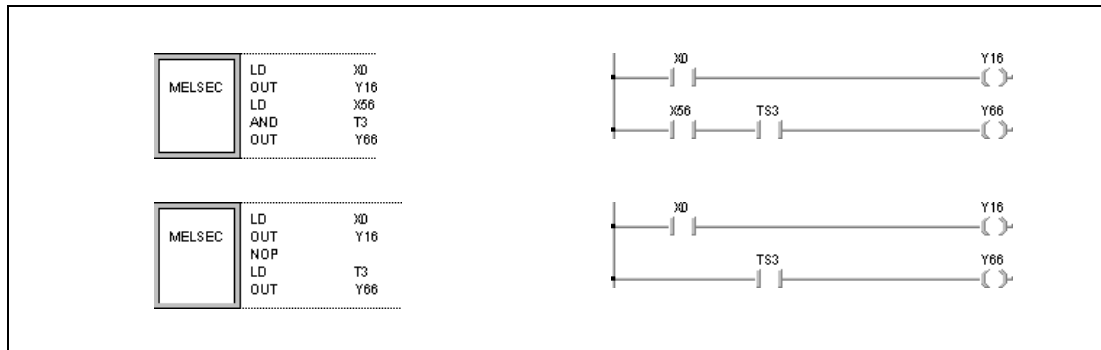 MELSEC
LD X0
OUT Y16
LD X56
AND T3
OUT Y66
X0 Y16
X56 TS3 Y66
MELSEC
LD X0
OUT Y16
NOP
LD T3
OUT Y66
X0 Y16
TS3 Y66